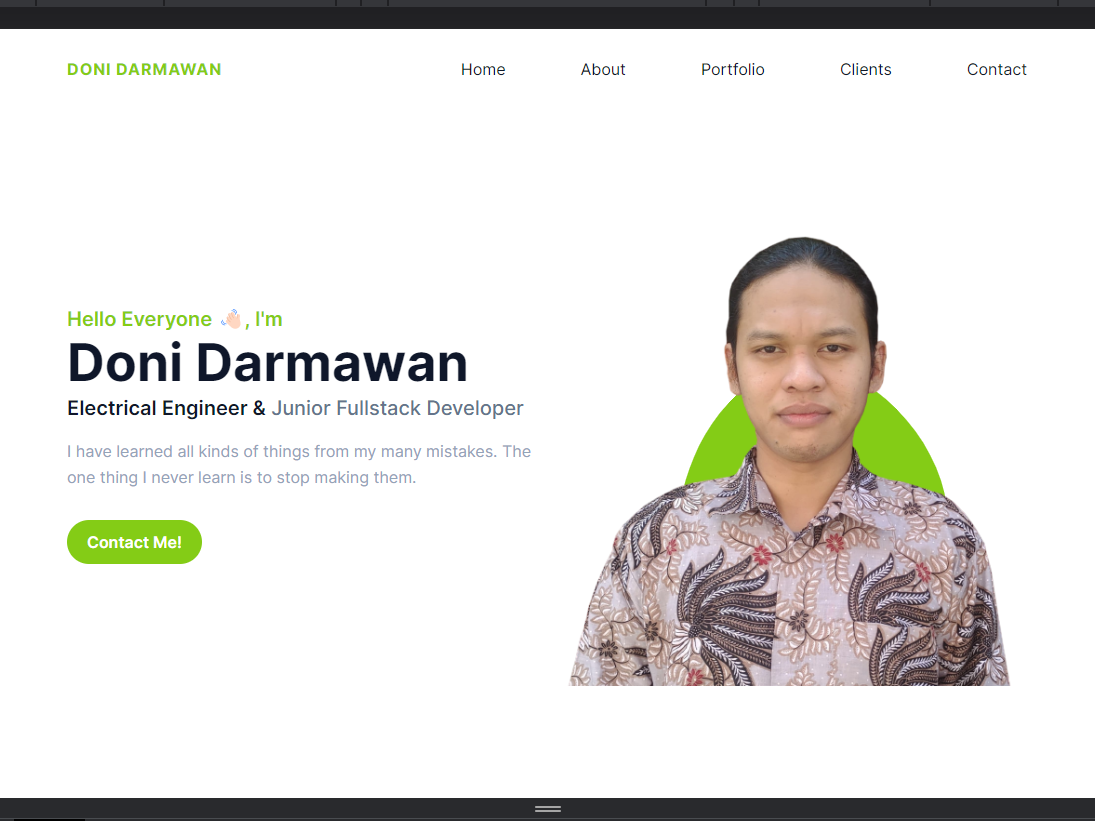 DONI DARMAWAN
Home About Portfolio Clients Contact
Hello Everyone 👋🏻, I'm
Doni Darmawan
Electrical Engineer & Junior Fullstack Developer
I have learned all kinds of things from my many mistakes. The
one thing I never learn is to stop making them.
Contact Me!